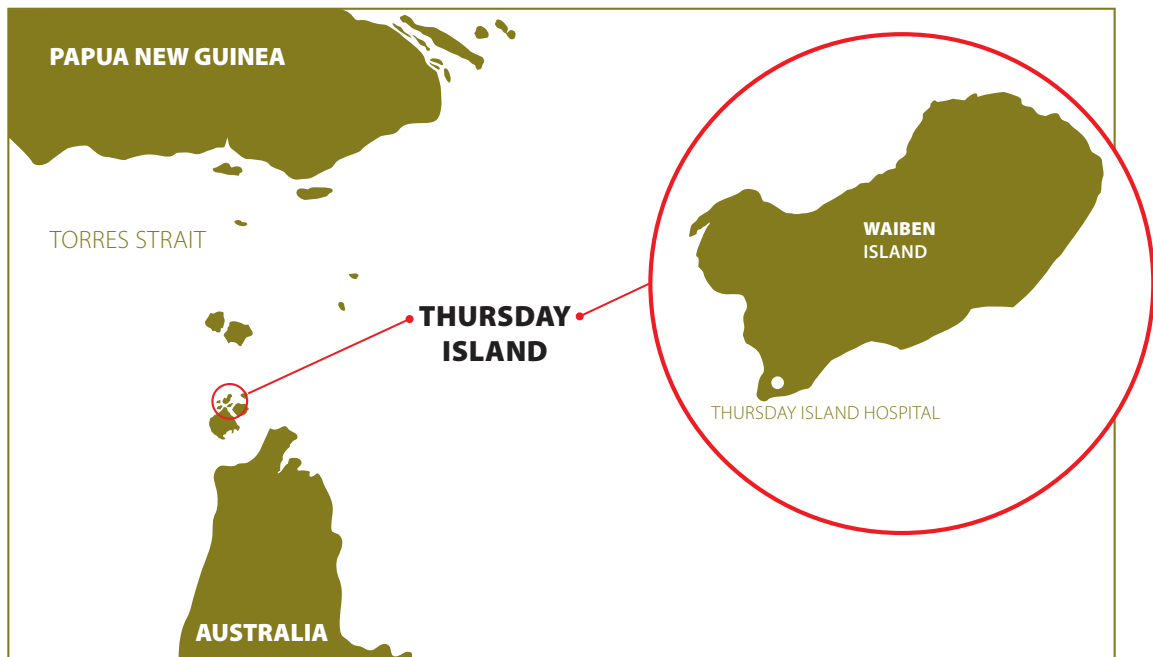 PAPUA NEW GUINEA
TORRES STRAIT
THURSDAY
ISLAND
WAIBEN
ISLAND
THURSDAY ISLAND HOSPITAL
AUSTRALIA